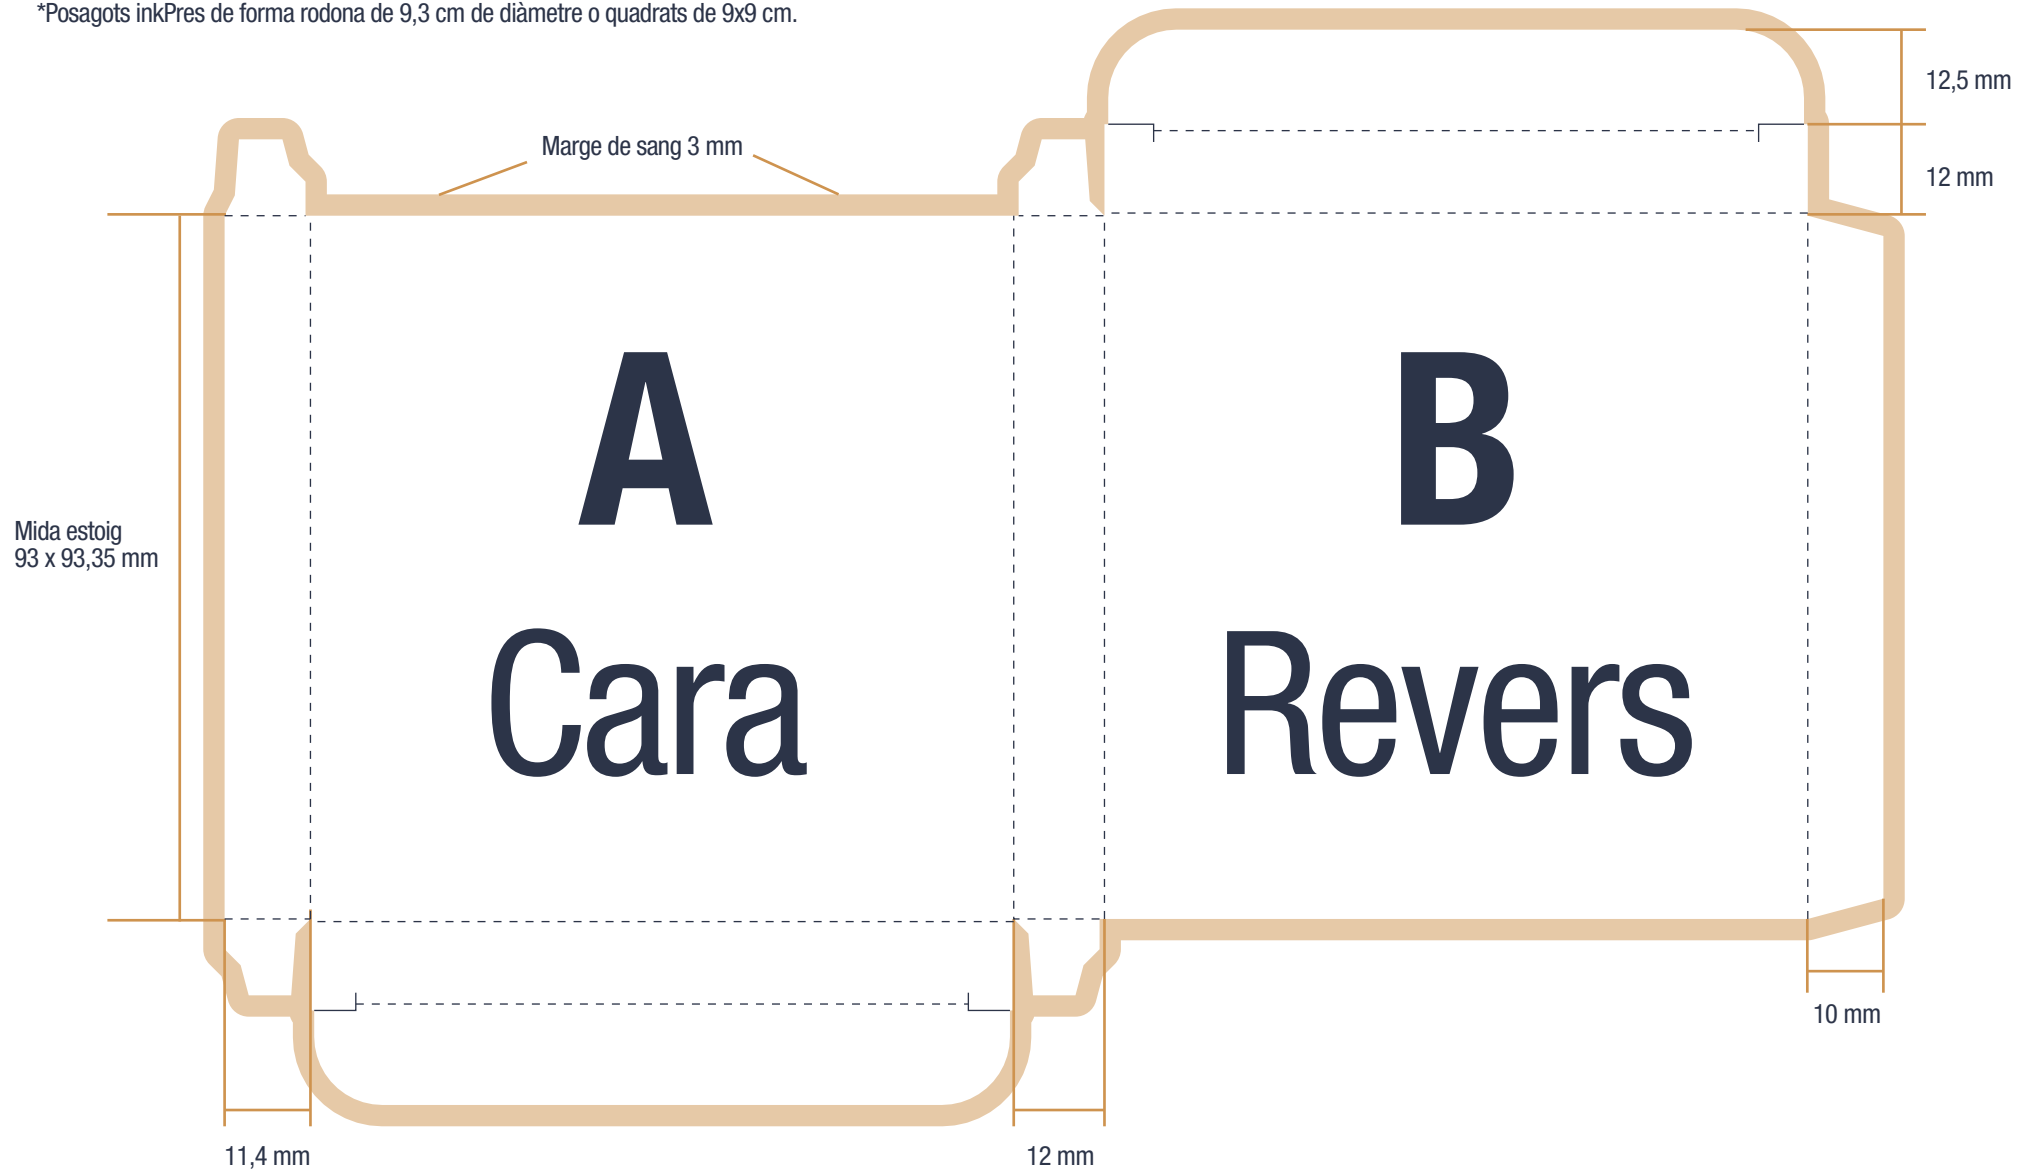 *Posagots inkPres de forma rodona de 9,3 cm de diàmetre o quadrats de 9x9 cm.
12,5 mm
Marge de sang 3 mm
12 mm
A
B
Mida estoig
93 x 93,35 mm
Cara
Revers
10 mm
11,4 mm
12 mm